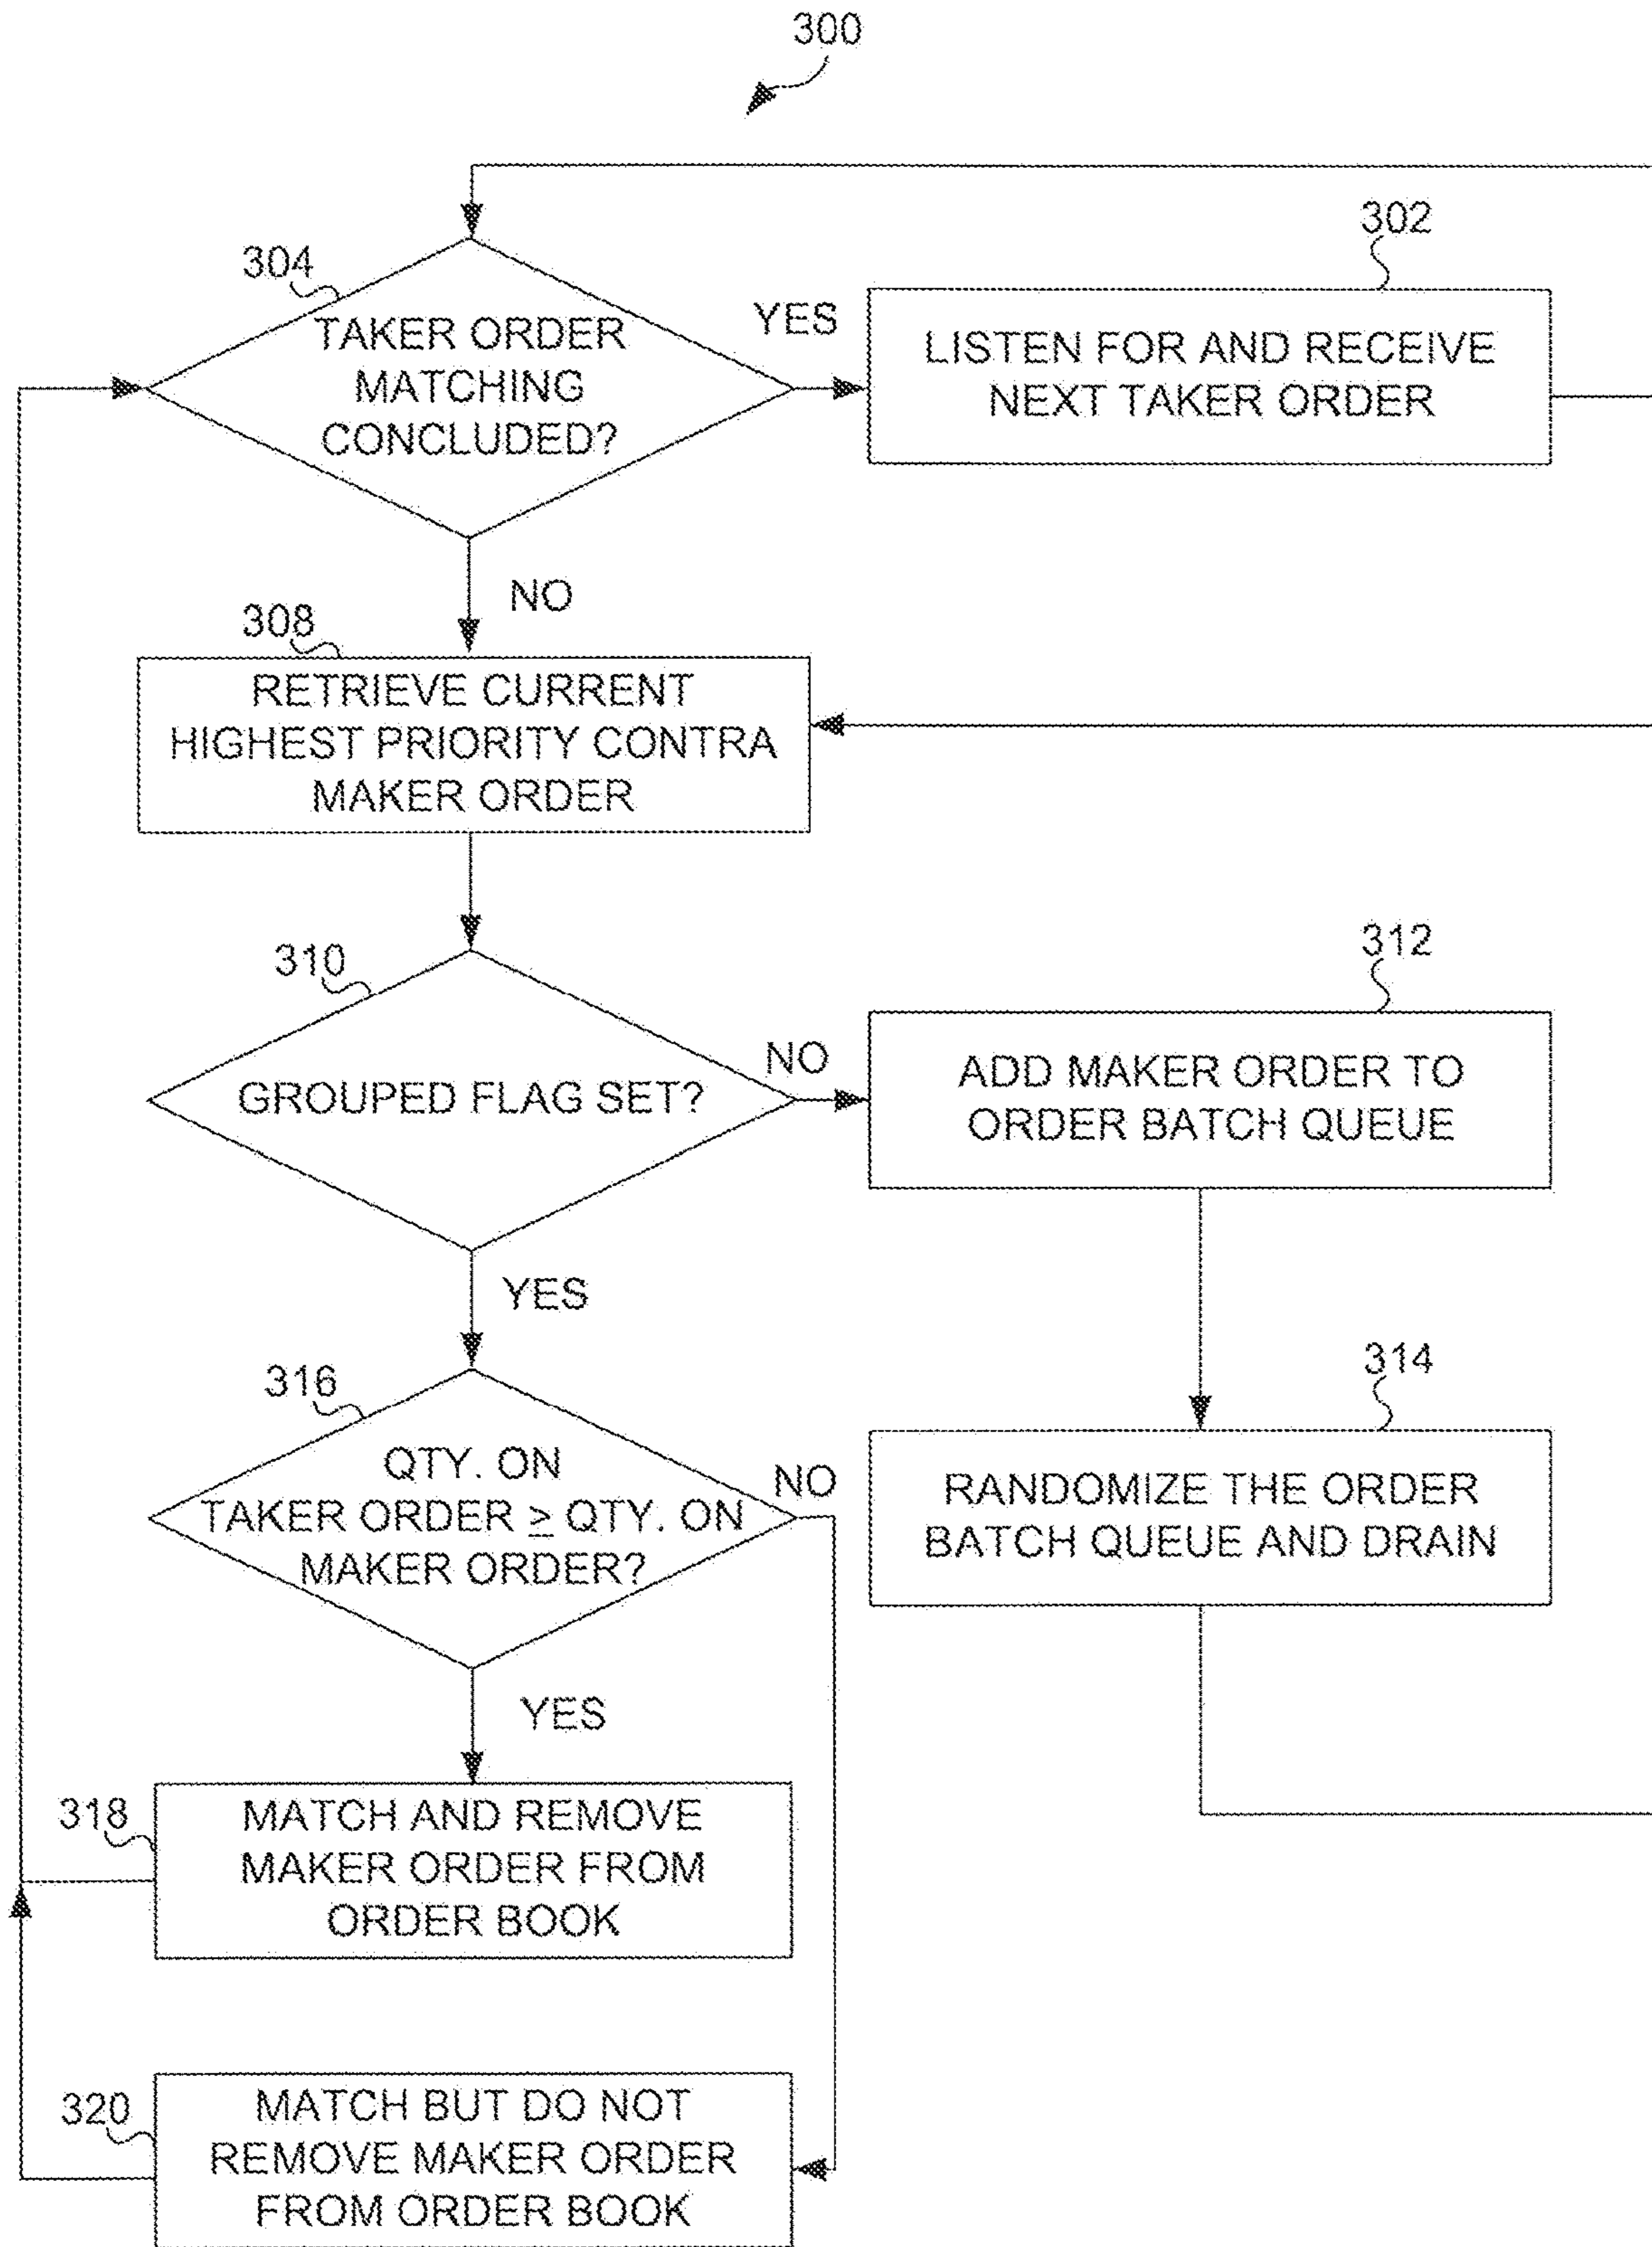 300
302
304
TAKER ORDER
MATCHING
CONCLUDED?
YES
LISTEN FOR AND RECEIVE
NEXT TAKER ORDER
NO
308
RETRIEVE CURRENT
HIGHEST PRIORITY CONTRA
MAKER ORDER
310
GROUPED FLAG SET?
NO
312
ADD MAKER ORDER TO
ORDER BATCH QUEUE
YES
316
QTY. ON
TAKER ORDER ≥ QTY. ON
MAKER ORDER?
NO
314
RANDOMIZE THE ORDER
BATCH QUEUE AND DRAIN
YES
318
MATCH AND REMOVE
MAKER ORDER FROM
ORDER BOOK
320
MATCH BUT DO NOT
REMOVE MAKER ORDER
FROM ORDER BOOK